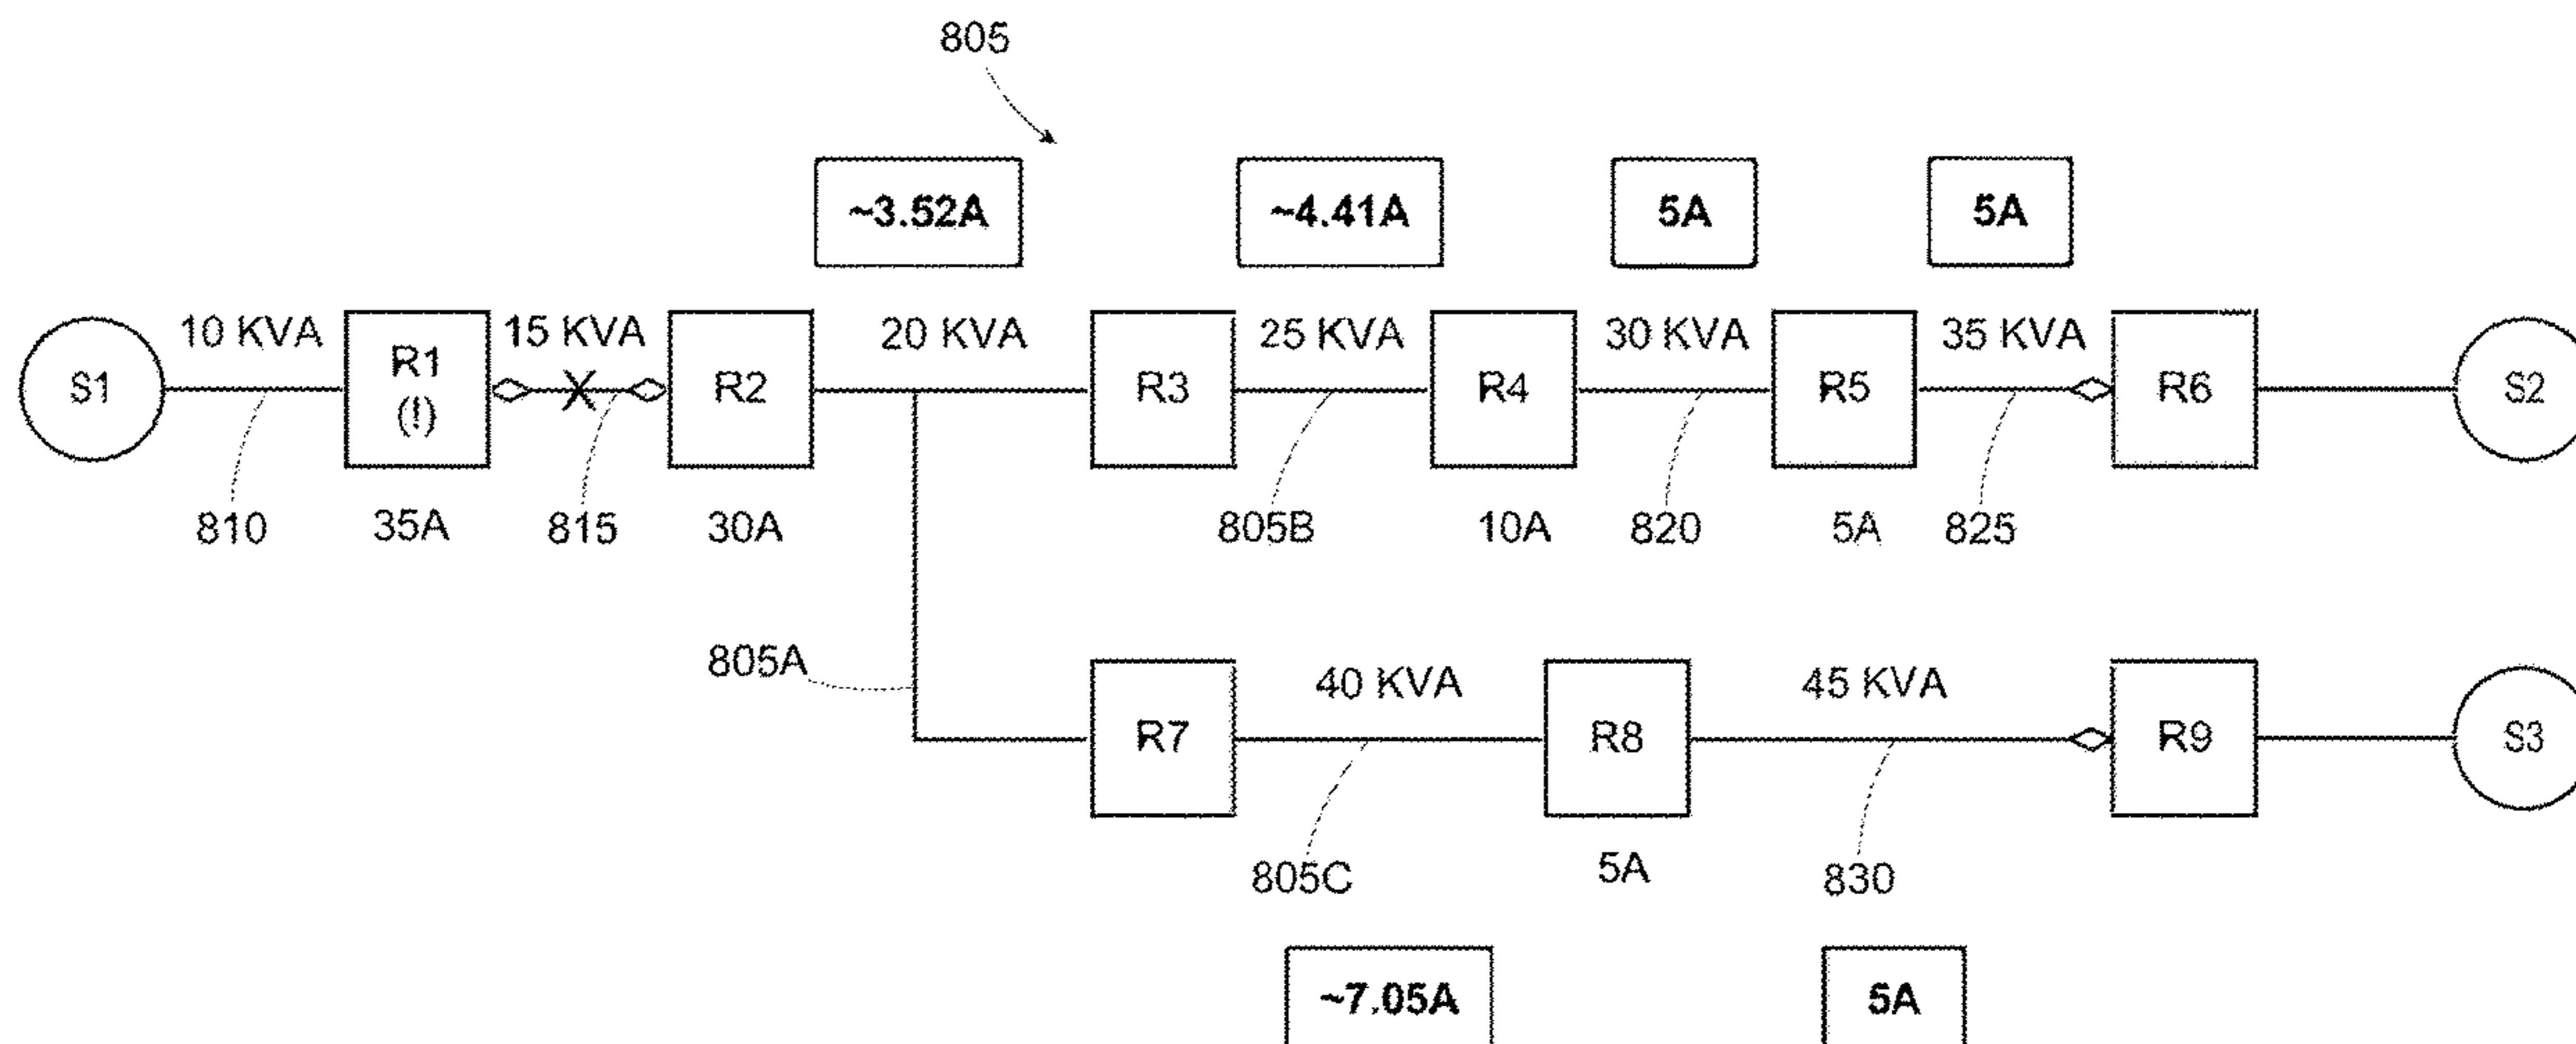 805
~3.52A ~4.41A 5A 5A
10 KVA 15 KVA 20 KVA 25 KVA 30 KVA 35 KVA
S1 R1 R2 R3 R4 R5 R6 S2
(!)
810 35A 815 30A 805B 10A 820 5A 825
805A 40 KVA 45 KVA
R7 R8 R9 S3
805C 5A 830
~7.05A 5A